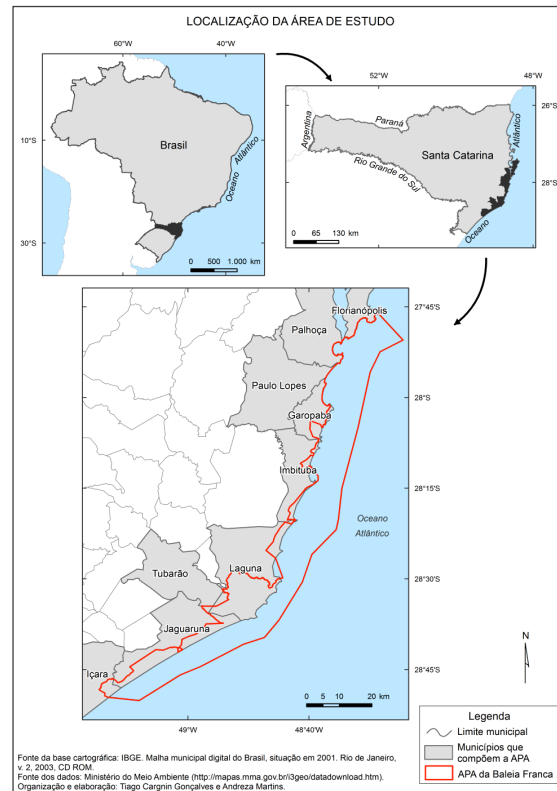 LOCALIZAÇÃO DA ÁREA DE ESTUDO
60°W
40°W
10°S
30°S
Brasil
Oceano
Atlântico
0 500 1.000 km
52°W
48°W
26°S
28°S
Argentina
Paraná
Santa Catarina
Rio Grande do Sul
Oceano
Atlântico
0 65 130 km
27°45'S
28°S
28°15'S
28°30'S
28°45'S
Florianópolis
Palhoça
Paulo Lopes
Garopaba
Imbituba
Oceano
Atlântico
Laguna
Tubarão
Jaguaruna
Içara
0 5 10 20 km
49°W
48°40'W
N
Legenda
Limite municipal
Municípios que
compõem a APA
APA da Baleia Franca
Fonte da base cartográfica: IBGE. Malha municipal digital do Brasil, situação em 2001. Rio de Janeiro,
v. 2, 2003, CD ROM.
Fonte dos dados: Ministério do Meio Ambiente (http://mapas.mma.gov.br/i3geo/datadownload.htm).
Organização e elaboração: Tiago Cargnin Gonçalves e Andreza Martins.